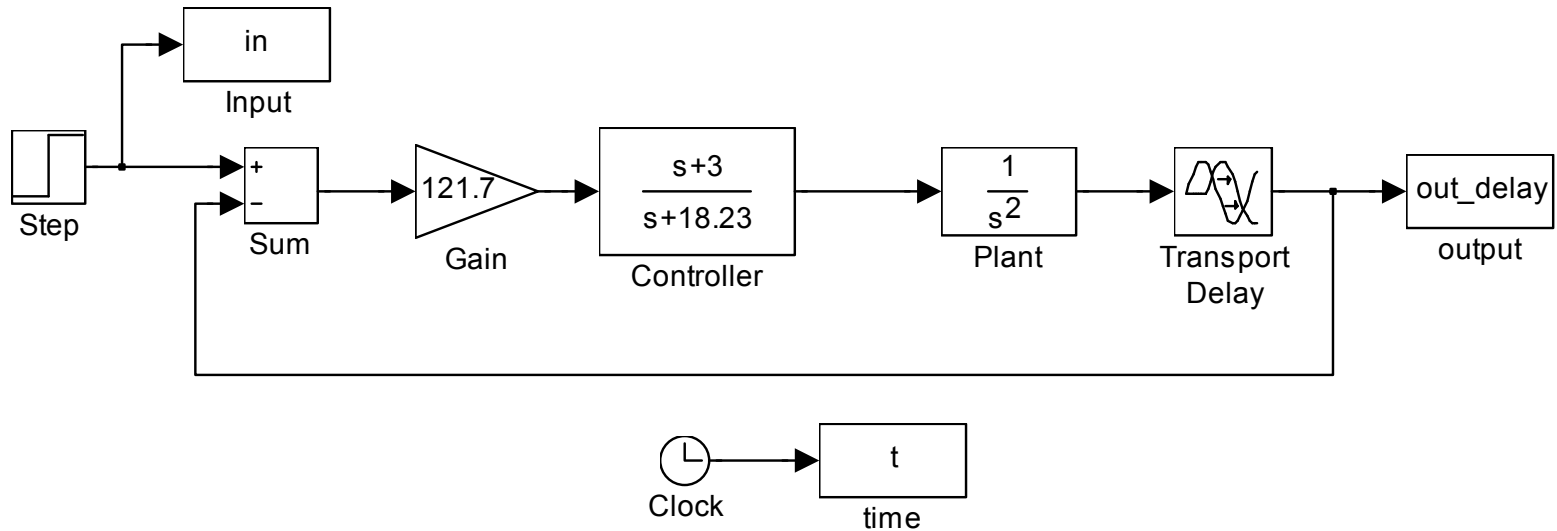 in
Input
Step
+
−
Sum
121.7
Gain
s+3
s+18.23
Controller
1
s2
Plant
Transport
Delay
out_delay
output
Clock
t
time